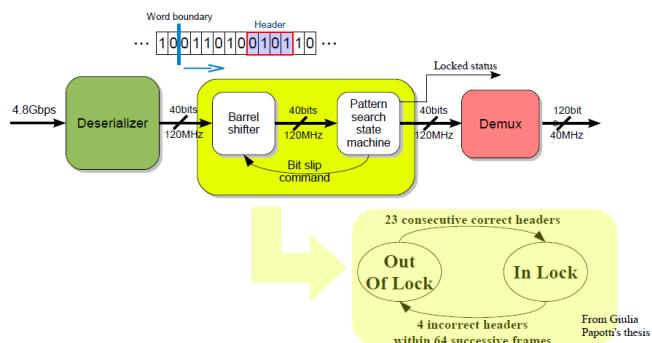 Word boundary
Header
··· 1 0 0 1 1 0 1 0 0 1 0 1 1 0 ···
Locked status
4.8Gbps
Deserializer
40bits
120MHz
Barrel
shifter
40bits
120MHz
Pattern
search
state
machine
40bits
120MHz
Demux
120bit
40MHz
Bit slip
command
23 consecutive correct headers
Out
Of Lock
In Lock
4 incorrect headers
within 64 successive frames
From Giulia
Papotti's thesis